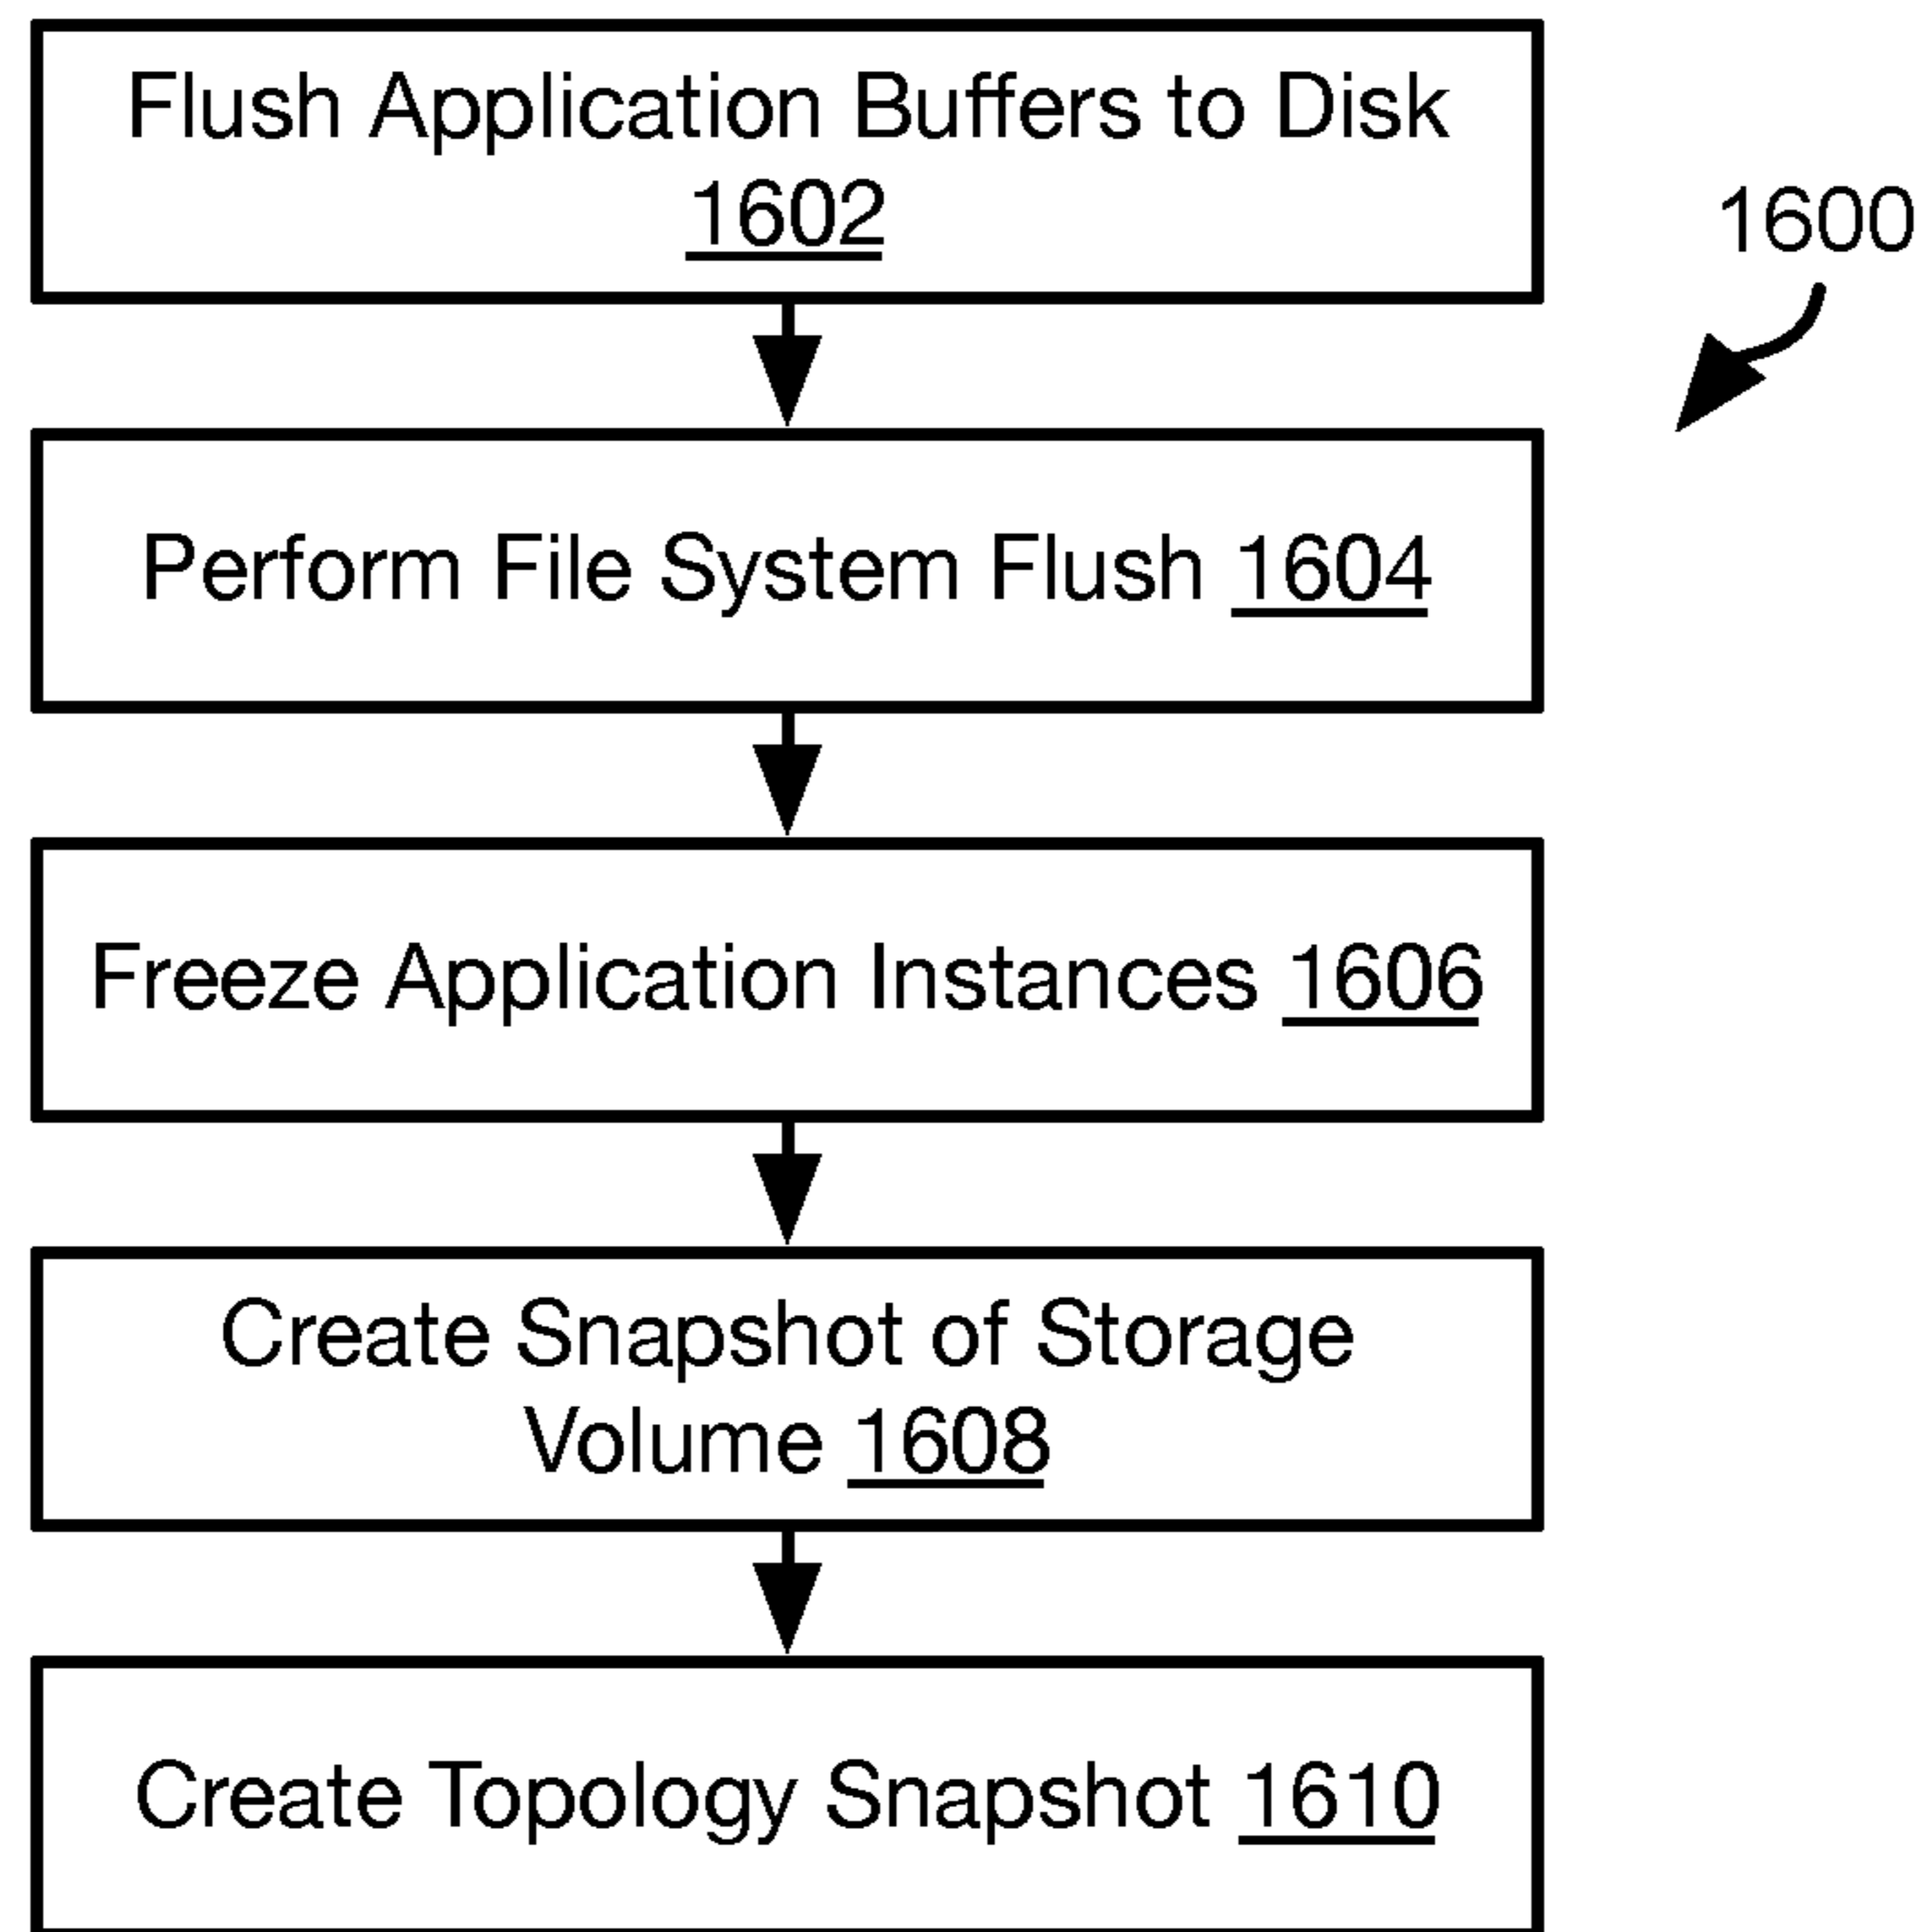 Flush Application Buffers to Disk
1602
1600
Perform File System Flush 1604
Freeze Application Instances 1606
Create Snapshot of Storage
Volume 1608
Create Topology Snapshot 1610